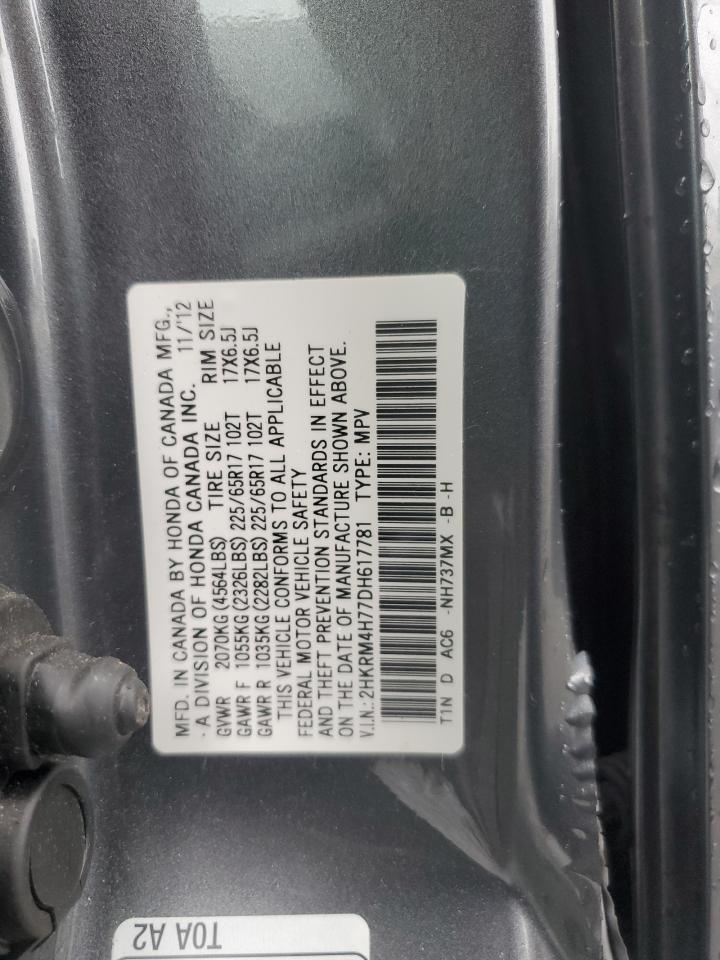 MFD. IN CANADA BY HONDA OF CANADA MFG.,
- A DIVISION OF HONDA CANADA INC. 11/'12
GVWR 2070KG(4564LBS) TIRE SIZE RIM SIZE
GAWR F 1055KG(2326LBS) 225/65R17 102T 17X6.5J
GAWR R 1035KG(2282LBS) 225/65R17 102T 17X6.5J
THIS VEHICLE CONFORMS TO ALL APPLICABLE
FEDERAL MOTOR VEHICLE SAFETY
AND THEFT PREVENTION STANDARDS IN EFFECT
ON THE DATE OF MANUFACTURE SHOWN ABOVE.
V.I.N.:2HKRM4H77DH617781 TYPE: MPV
T1N D AC6 -NH737MX -B -H
T0A A2